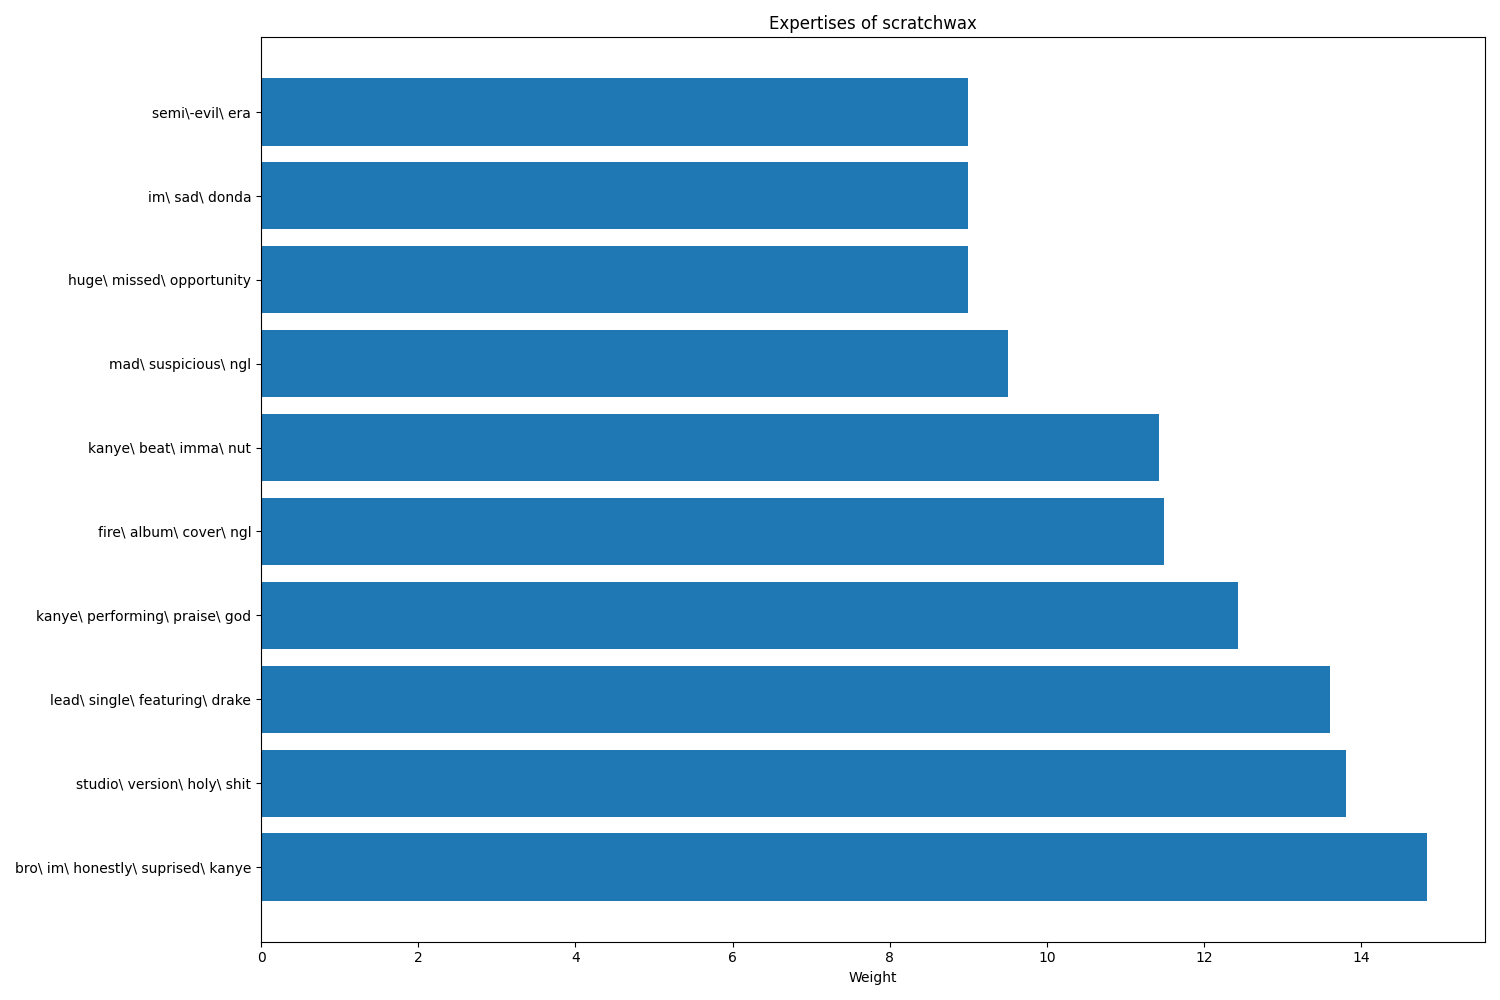 Expertises of scratchwax
semi\-evil\ era
im\ sad\ donda
huge\ missed\ opportunity
mad\ suspicious\ ngl
kanye\ beat\ imma\ nut
fire\ album\ cover\ ngl
kanye\ performing\ praise\ god
lead\ single\ featuring\ drake
studio\ version\ holy\ shit
bro\ im\ honestly\ suprised\ kanye
0 2 4 6 8 10 12 14
Weight